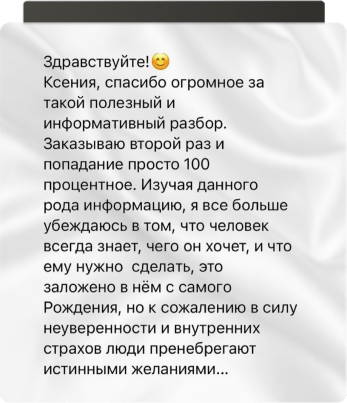 Здравствуйте!😊
Ксения, спасибо огромное за
такой полезный и
информативный разбор.
Заказываю второй раз и
попадание просто 100
процентное. Изучая данного
рода информацию, я все больше
убеждаюсь в том, что человек
всегда знает, чего он хочет, и что
ему нужно  сделать, это
заложено в нём с самого
Рождения, но к сожалению в силу
неуверенности и внутренних
страхов люди пренебрегают
истинными желаниями...